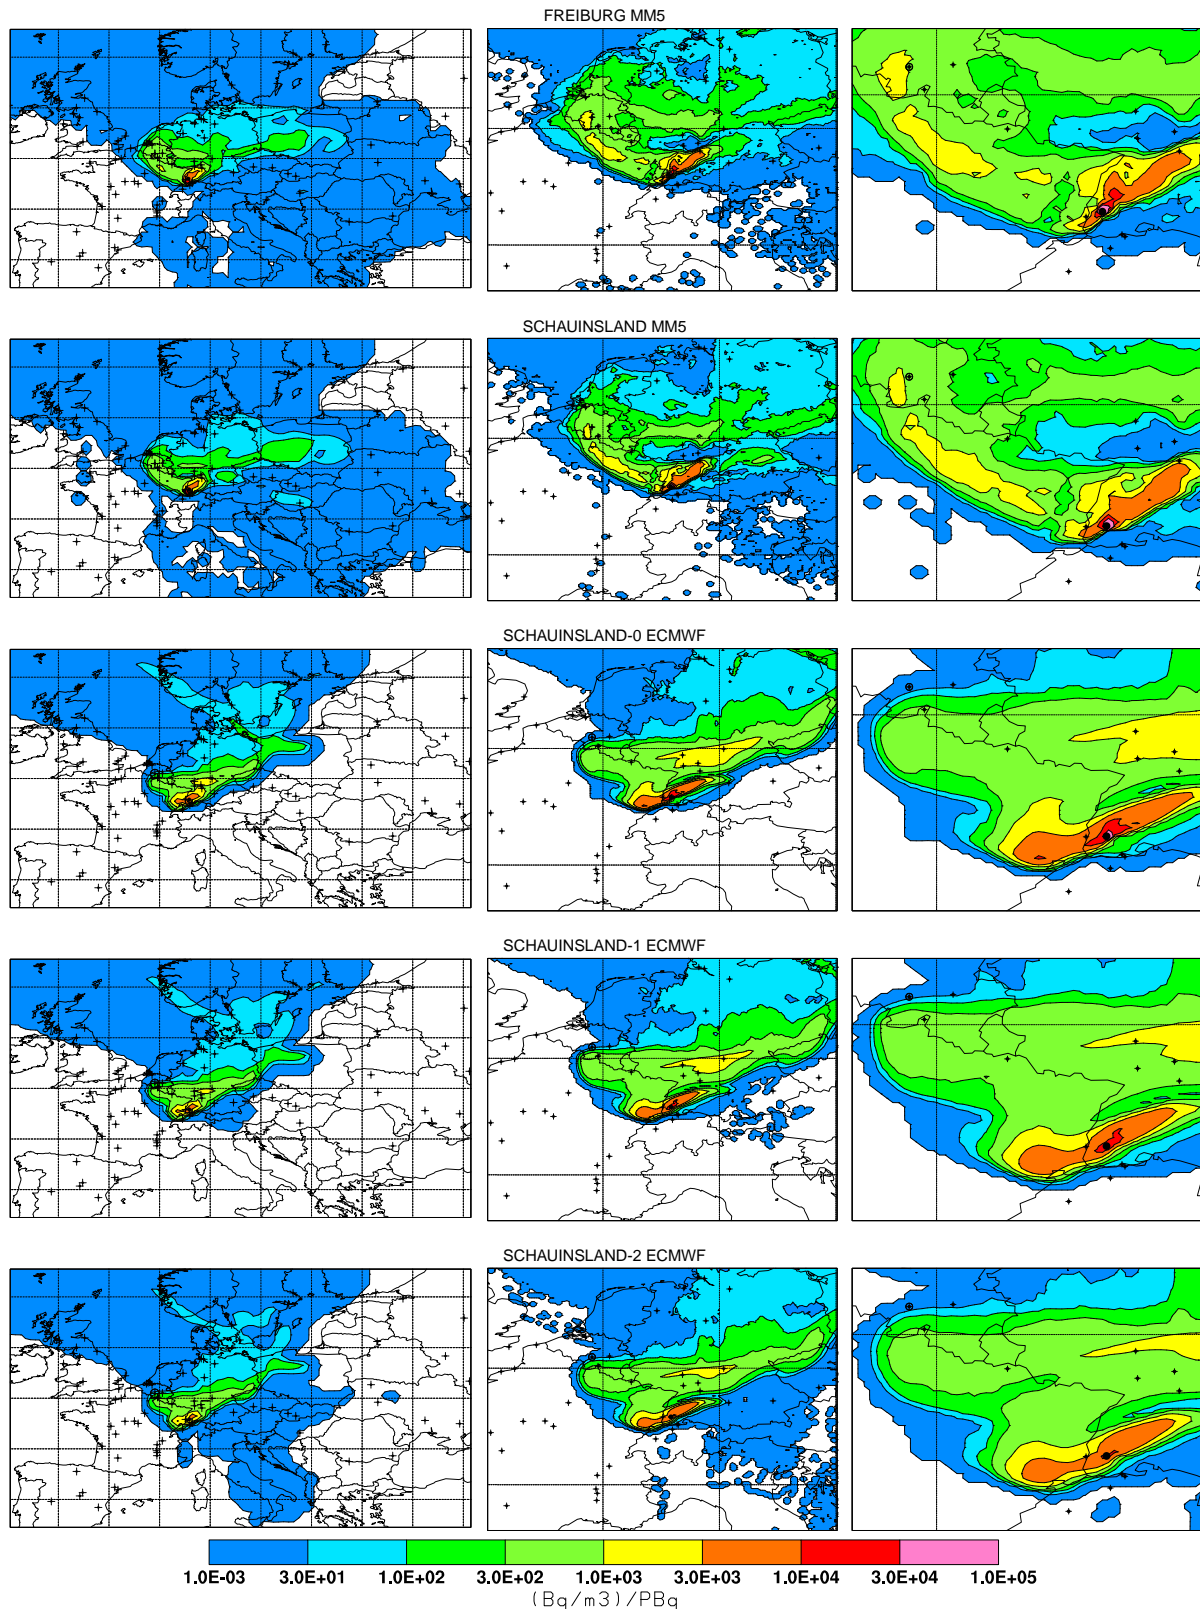 FREIBURG MM5
SCHAUINSLAND MM5
SCHAUINSLAND-0 ECMWF
SCHAUINSLAND-1 ECMWF
SCHAUINSLAND-2 ECMWF
1.0E-03 3.0E+01 1.0E+02 3.0E+02 1.0E+03 3.0E+03 1.0E+04 3.0E+04 1.0E+05
(Bq/m3)/PBq